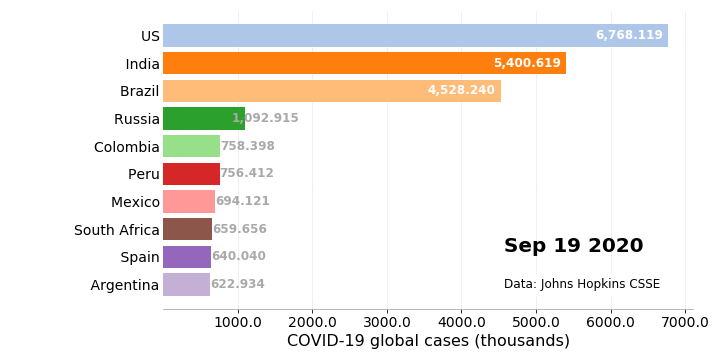 US 6,768.119
India 5,400.619
Brazil 4,528.240
Russia 1,092.915
Colombia 758.398
Peru 756.412
Mexico 694.121
South Africa 659.656
Spain 640.040
Argentina 622.934
Sep 19 2020
Data: Johns Hopkins CSSE
1000.0 2000.0 3000.0 4000.0 5000.0 6000.0 7000.0
COVID-19 global cases (thousands)